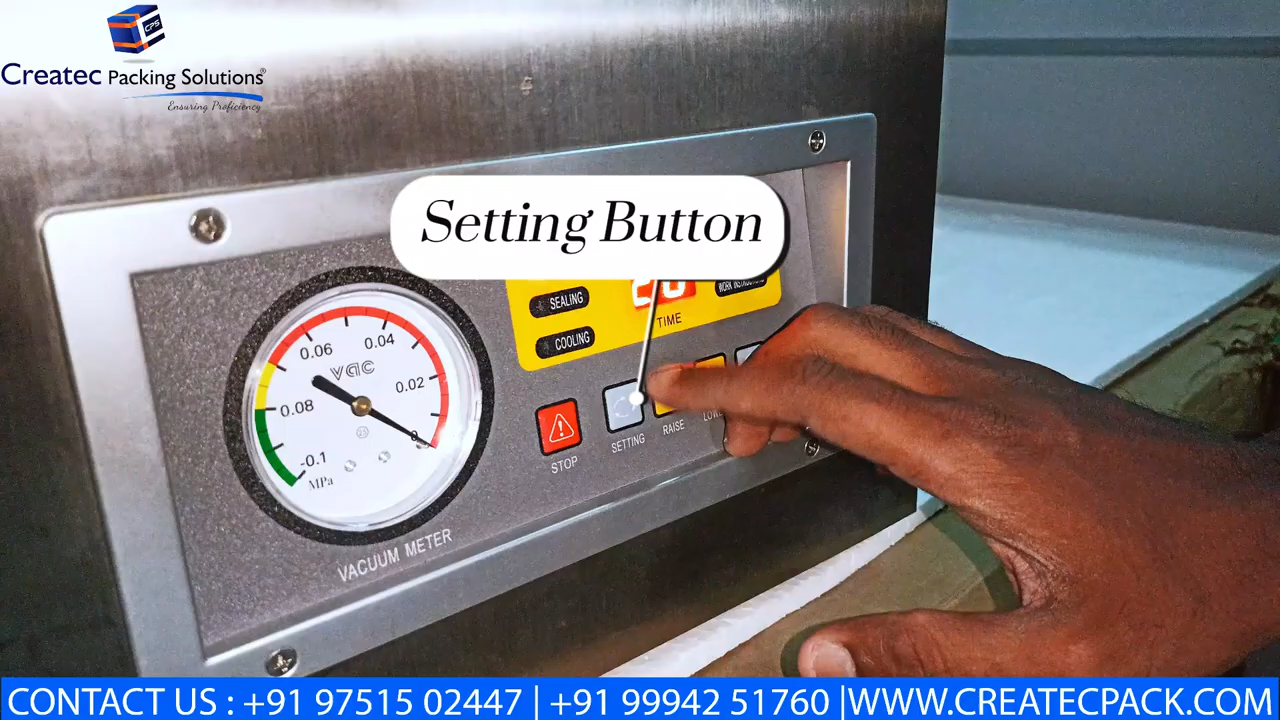 CPS
Createc Packing Solutions
Ensuring Proficiency
Setting Button
SEALING
COOLING
TIME
0.06
0.04
vac
0.02
0.08
-0.1
MPa
STOP
SETTING
RAISE
VACUUM METER
CONTACT US : +91 97515 02447 | +91 99942 51760 |WWW.CREATECPACK.COM